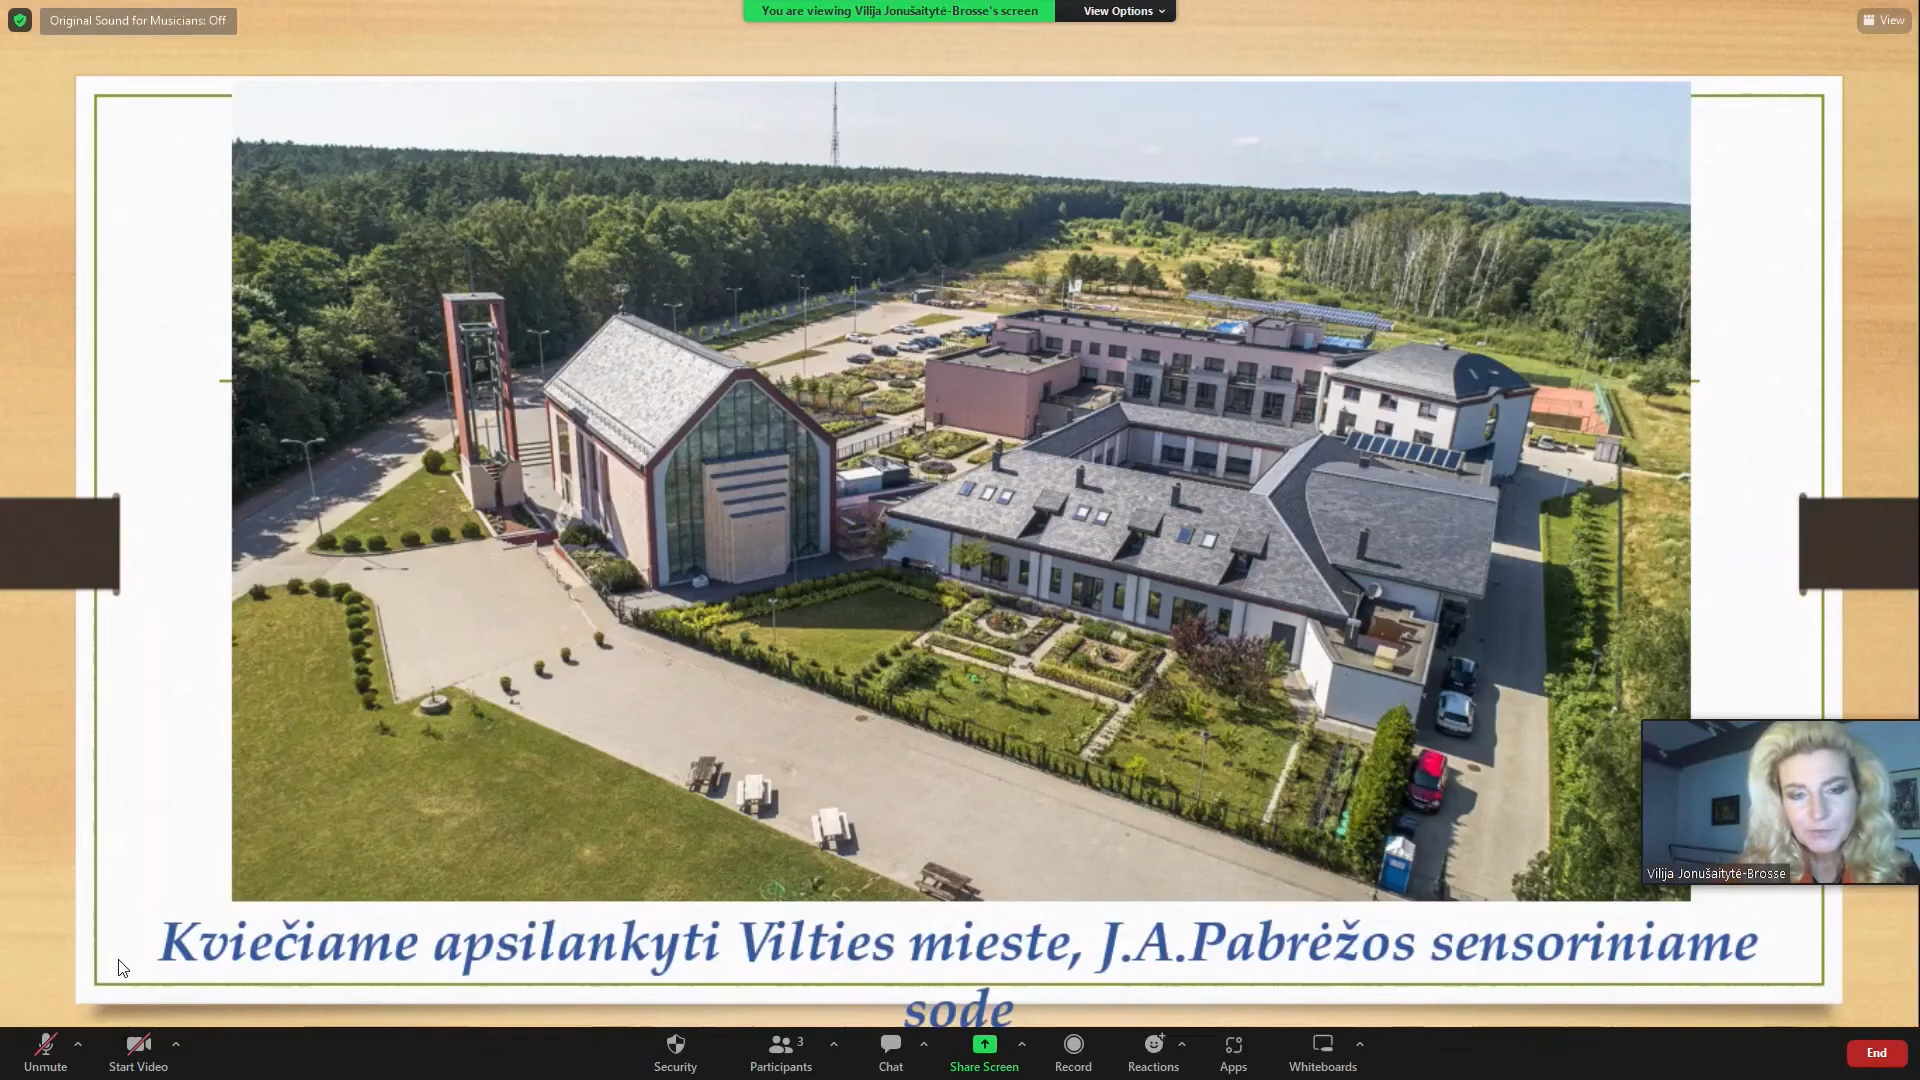 Original Sound for Musicians: Off
You are viewing Vilija Jonušaitytė-Brosse's screen
View Options
View
Vilija Jonušaitytė-Brosse
Kviečiame apsilankyti Vilties mieste, J.A.Pabrėžos sensoriniame
sode
Unmute
Start Video
Security
Participants
3
Chat
Share Screen
Record
Reactions
Apps
Whiteboards
End